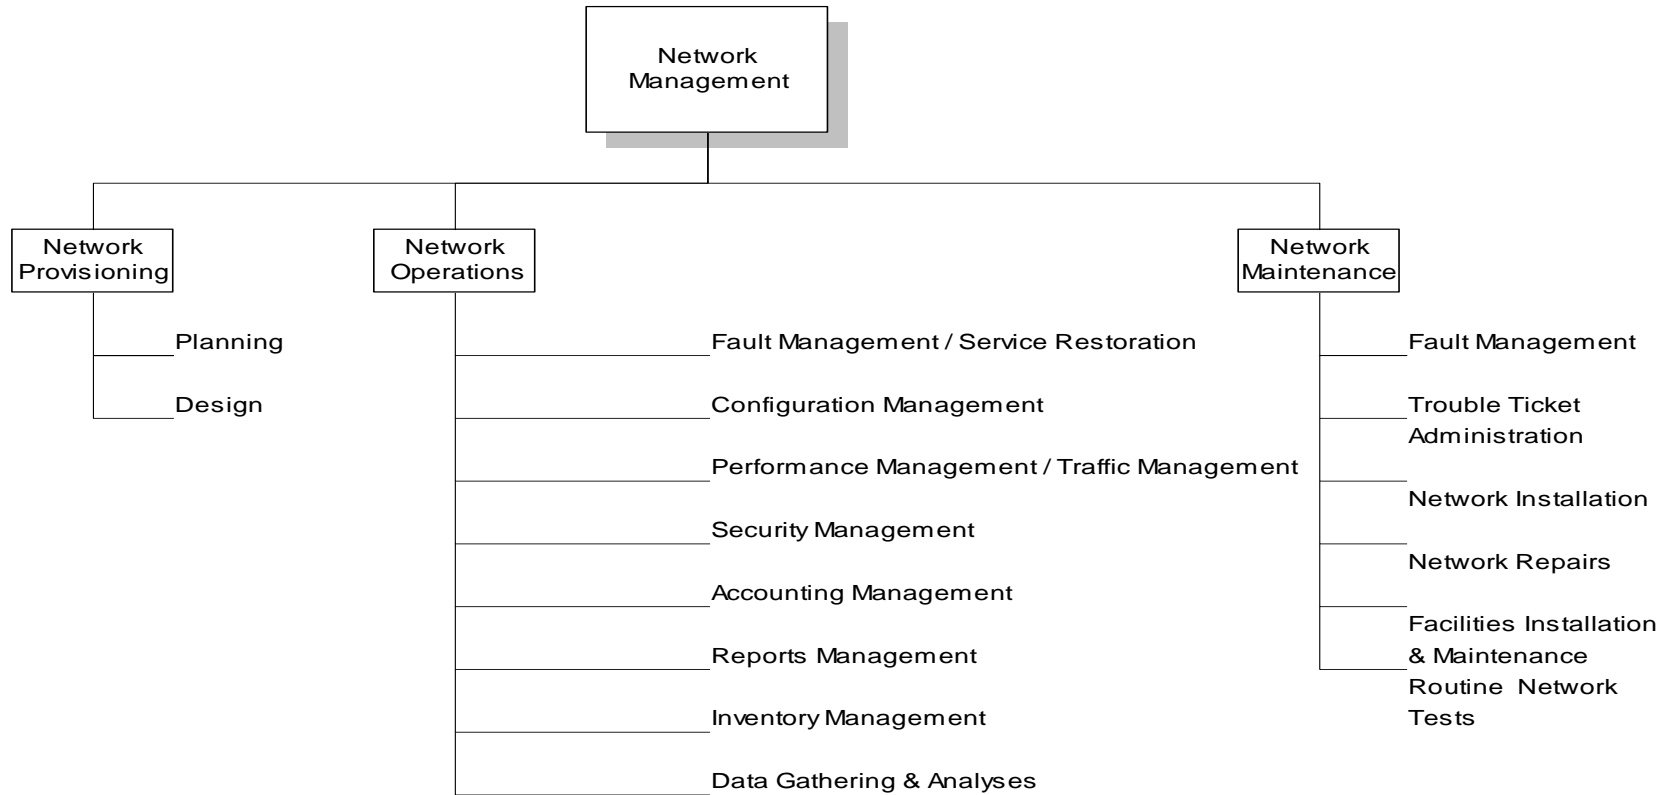 Network
Management
Network
Provisioning
Planning
Design
Network
Operations
Fault Management / Service Restoration
Configuration Management
Performance Management / Traffic Management
Security Management
Accounting Management
Reports Management
Inventory Management
Data Gathering & Analyses
Network
Maintenance
Fault Management
Trouble Ticket
Administration
Network Installation
Network Repairs
Facilities Installation
& Maintenance
Routine Network
Tests